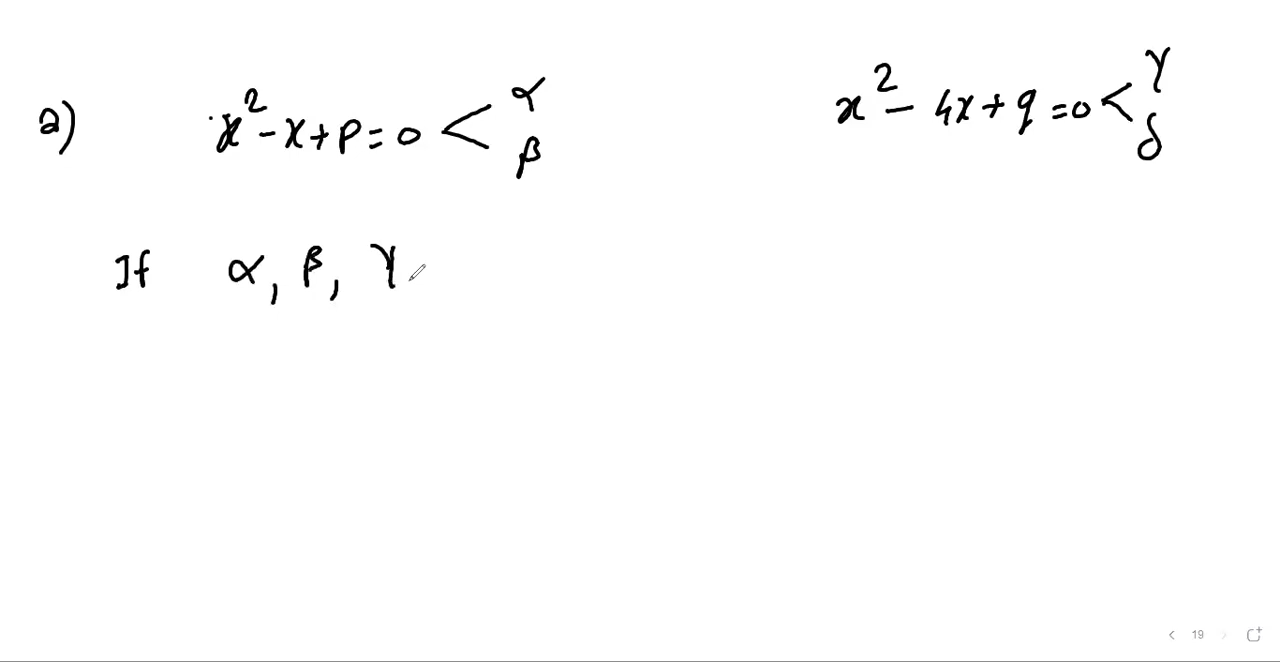 2) x² - x + p = 0 < α β
x² - 4x + q = 0 < γ δ
If α, β, γ
19